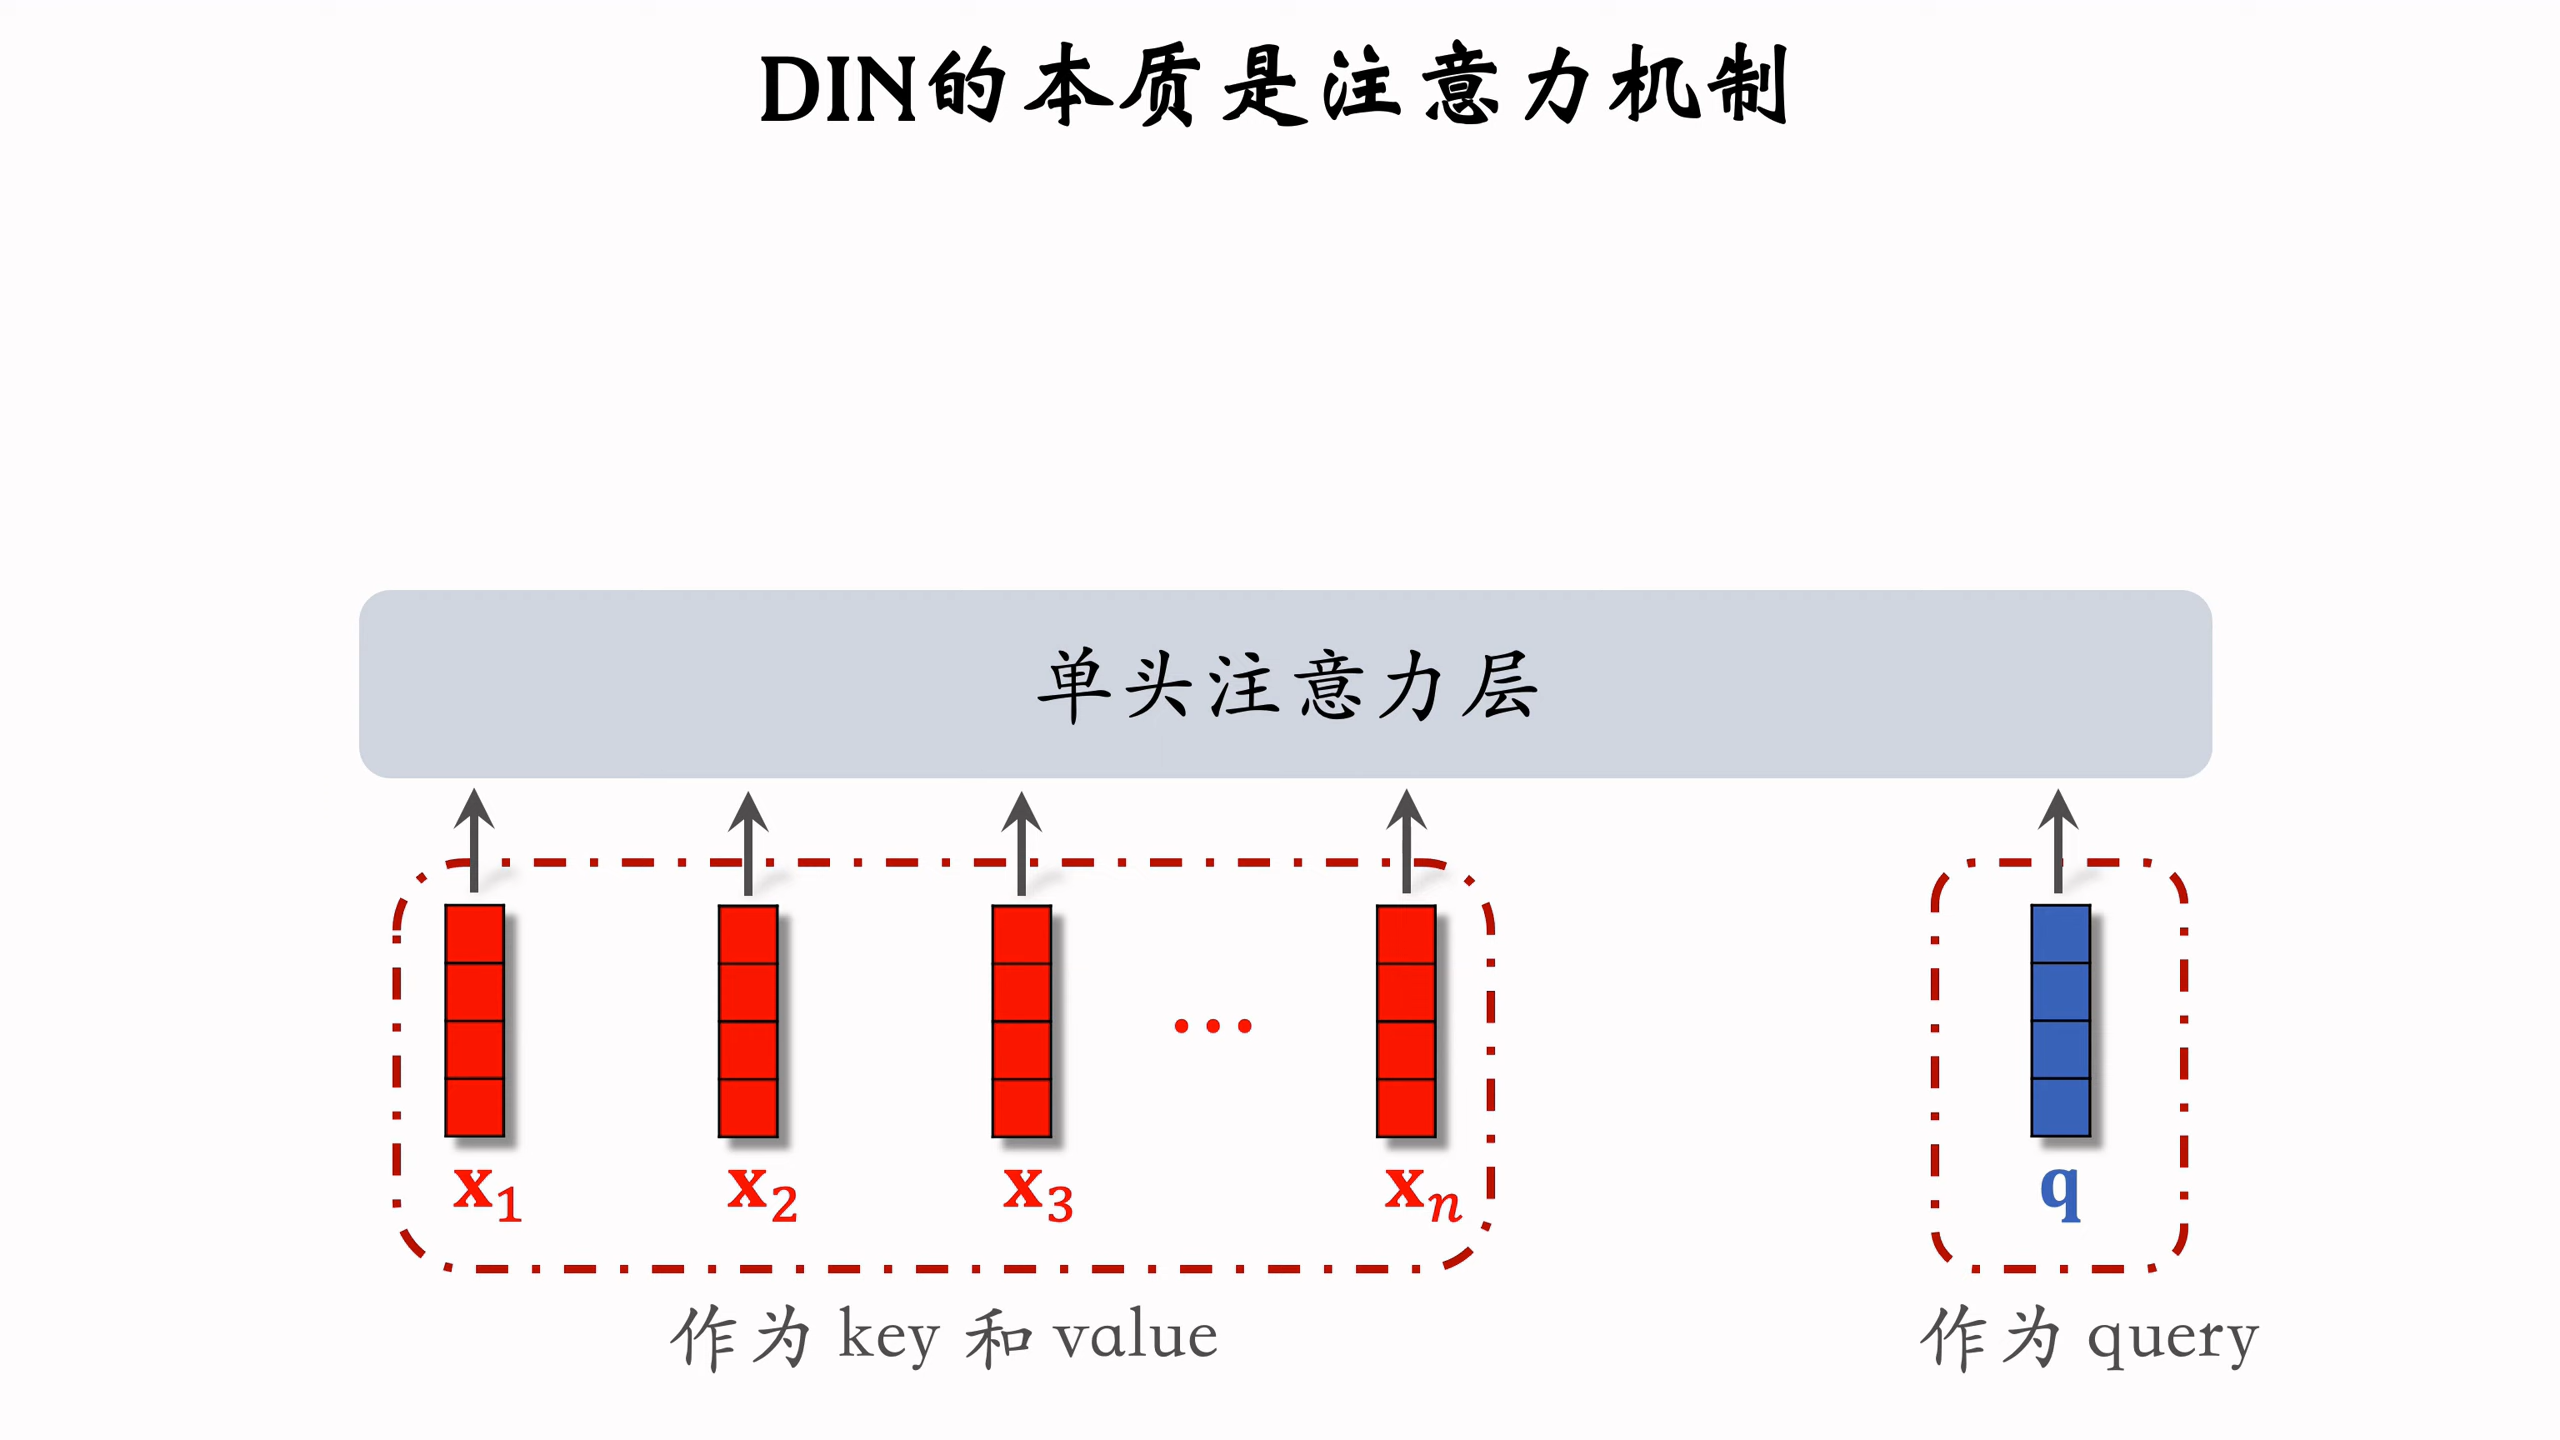 DIN的本质是注意力机制
单头注意力层
x₁ x₂ x₃ ··· xₙ q
作为 key 和 value 作为 query